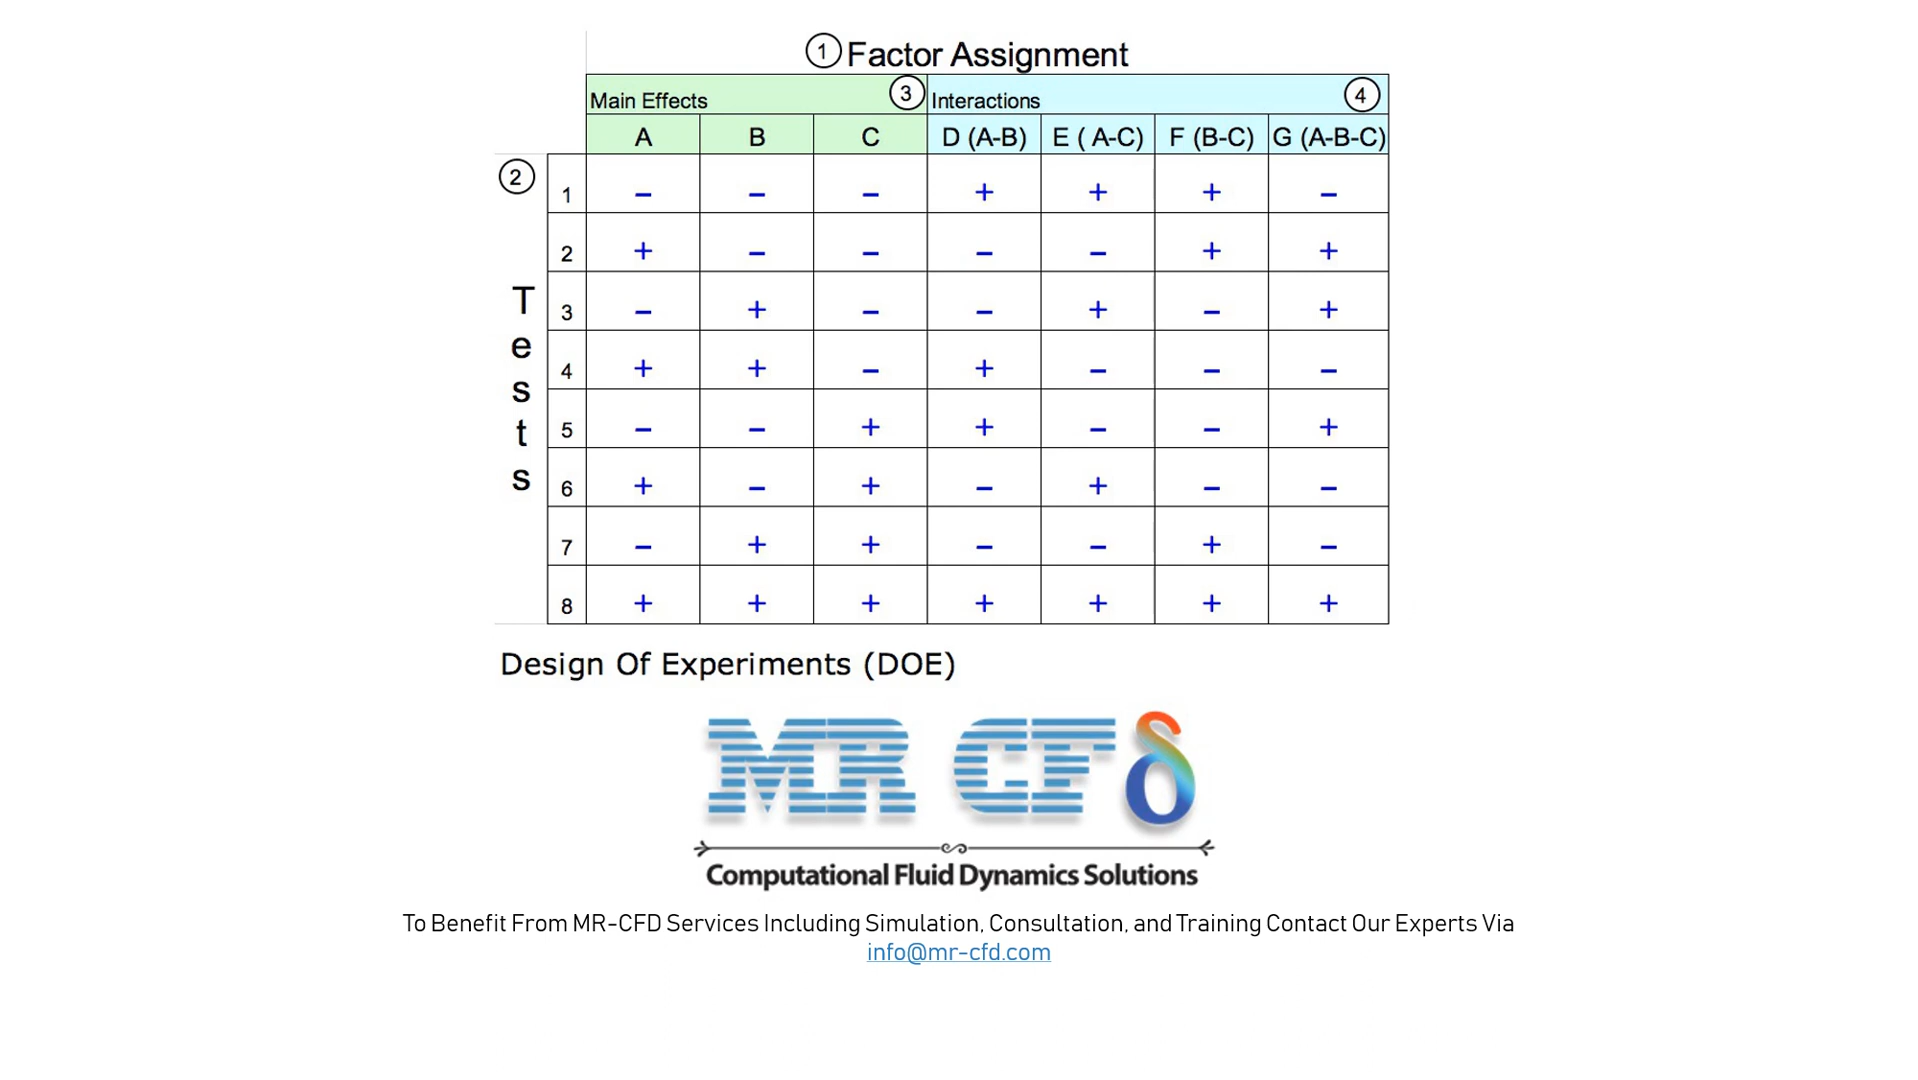 ① Factor Assignment
Main Effects ③ Interactions ④
A B C D (A-B) E ( A-C) F (B-C) G (A-B-C)
②
Tests
1 – – – + + + –
2 + – – – – + +
3 – + – – + – +
4 + + – + – – –
5 – – + + – – +
6 + – + – + – –
7 – + + – – + –
8 + + + + + + +
Design Of Experiments (DOE)
MR CFδ
Computational Fluid Dynamics Solutions
To Benefit From MR-CFD Services Including Simulation, Consultation, and Training Contact Our Experts Via
info@mr-cfd.com